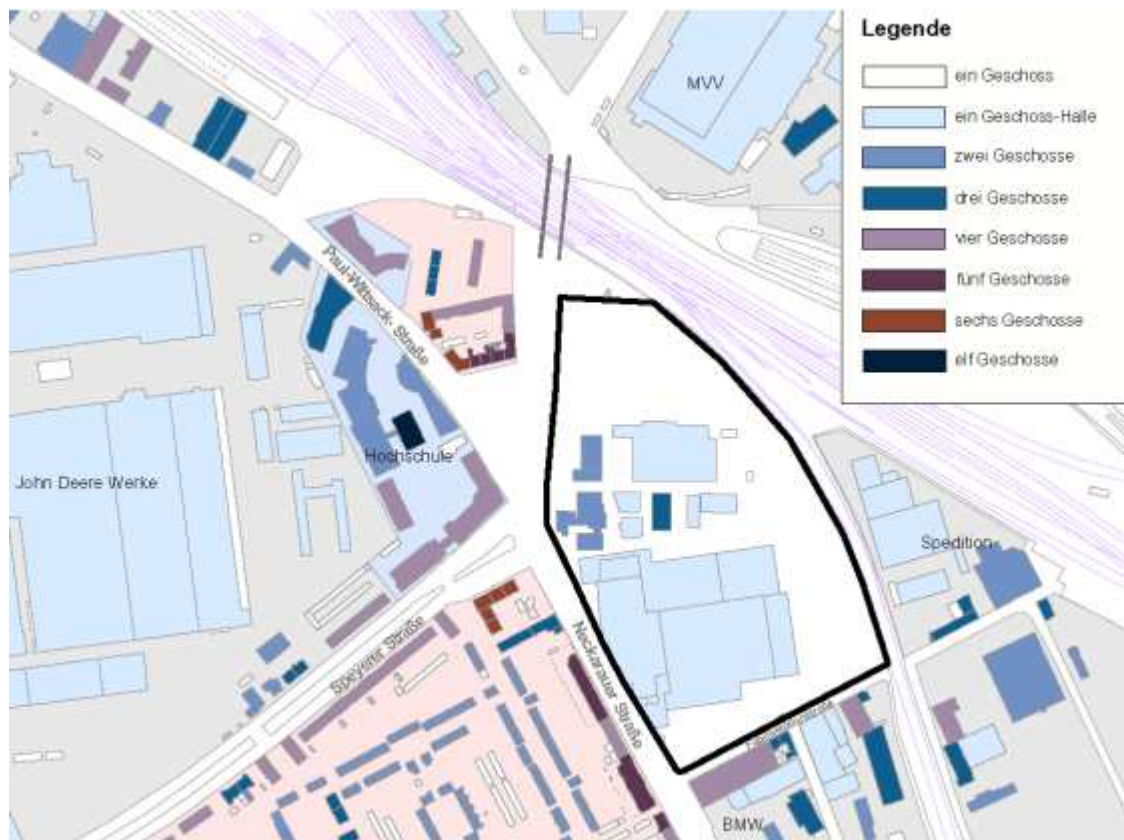 Legende
ein Geschoss
ein Geschoss-Halle
zwei Geschosse
drei Geschosse
vier Geschosse
fünf Geschosse
sechs Geschosse
elf Geschosse
MVV
Paul-Wittsack-Straße
Hochschule
John Deere Werke
Spedition
Speyerer Straße
Neckarauer Straße
BMW